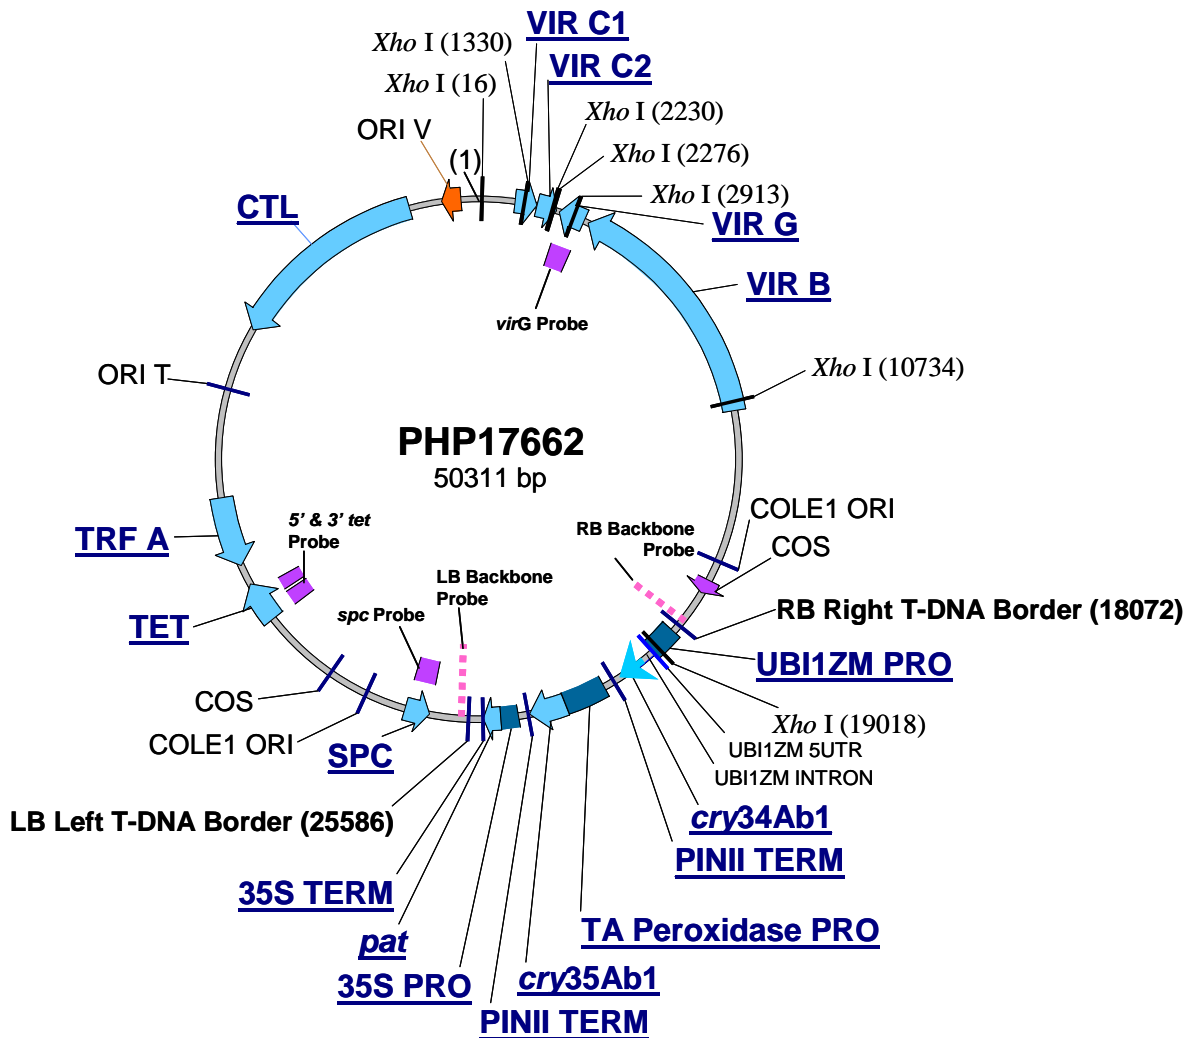 VIR C1
Xho I (1330)
VIR C2
Xho I (16)
Xho I (2230)
ORI V
(1)
Xho I (2276)
Xho I (2913)
CTL
VIR G
VIR B
virG Probe
ORI T
Xho I (10734)
PHP17662
50311 bp
COLE1 ORI
5’ & 3’ tet
Probe
RB Backbone
Probe
TRF A
COS
LB Backbone
Probe
spc Probe
RB Right T-DNA Border (18072)
TET
UBI1ZM PRO
COS
Xho I (19018)
COLE1 ORI
SPC
UBI1ZM 5UTR
UBI1ZM INTRON
LB Left T-DNA Border (25586)
cry34Ab1
PINII TERM
35S TERM
TA Peroxidase PRO
pat
cry35Ab1
35S PRO
PINII TERM